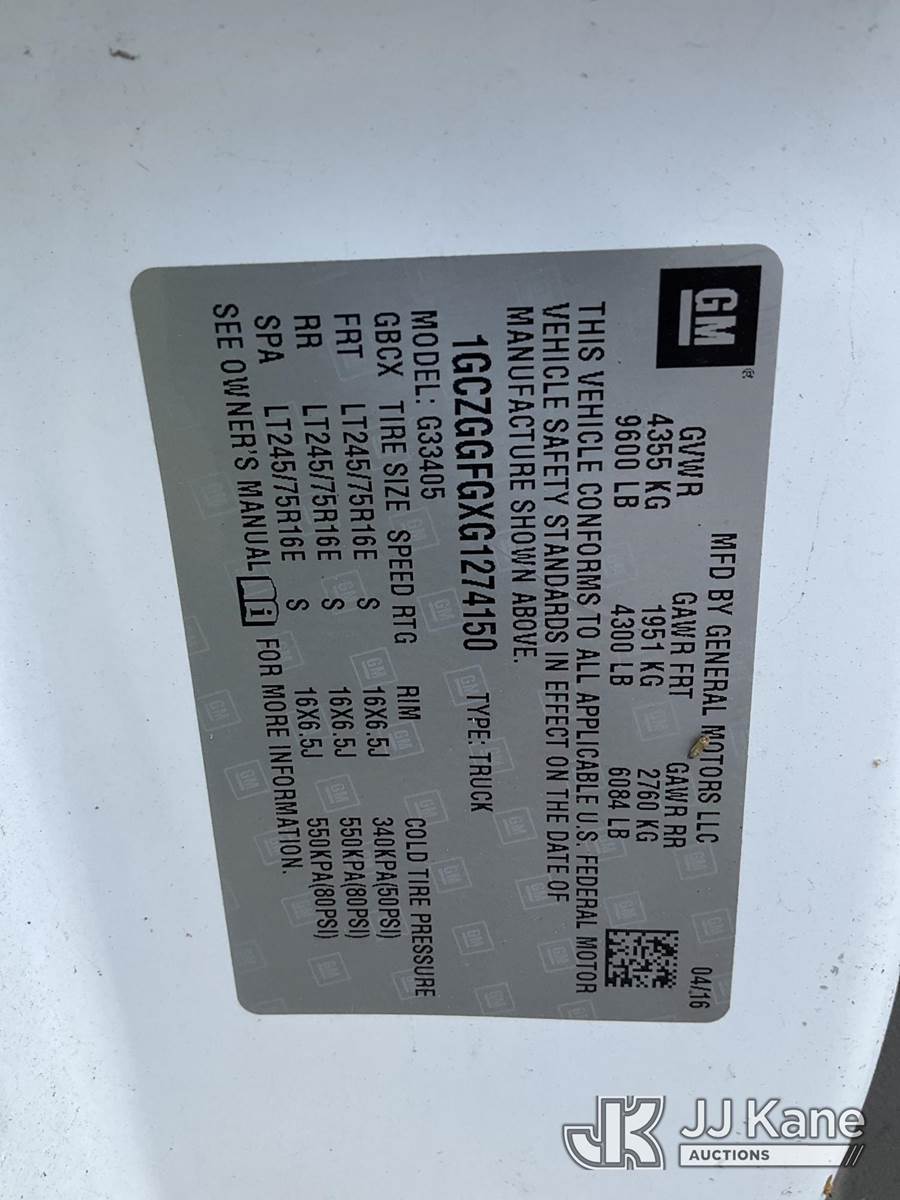 GM ®
MFD BY GENERAL MOTORS LLC 04/16
GVWR GAWR FRT GAWR RR
4355 KG 1951 KG 2760 KG
9600 LB 4300 LB 6084 LB
THIS VEHICLE CONFORMS TO ALL APPLICABLE U.S. FEDERAL MOTOR
VEHICLE SAFETY STANDARDS IN EFFECT ON THE DATE OF
MANUFACTURE SHOWN ABOVE.
1GCZGGFGXG1274150 TYPE: TRUCK
MODEL: G33405
GBCX TIRE SIZE SPEED RTG RIM COLD TIRE PRESSURE
FRT LT245/75R16E S 16X6.5J 340KPA(50PSI)
RR LT245/75R16E S 16X6.5J 550KPA(80PSI)
SPA LT245/75R16E S 16X6.5J 550KPA(80PSI)
SEE OWNER'S MANUAL i FOR MORE INFORMATION.
JK JJ Kane
AUCTIONS